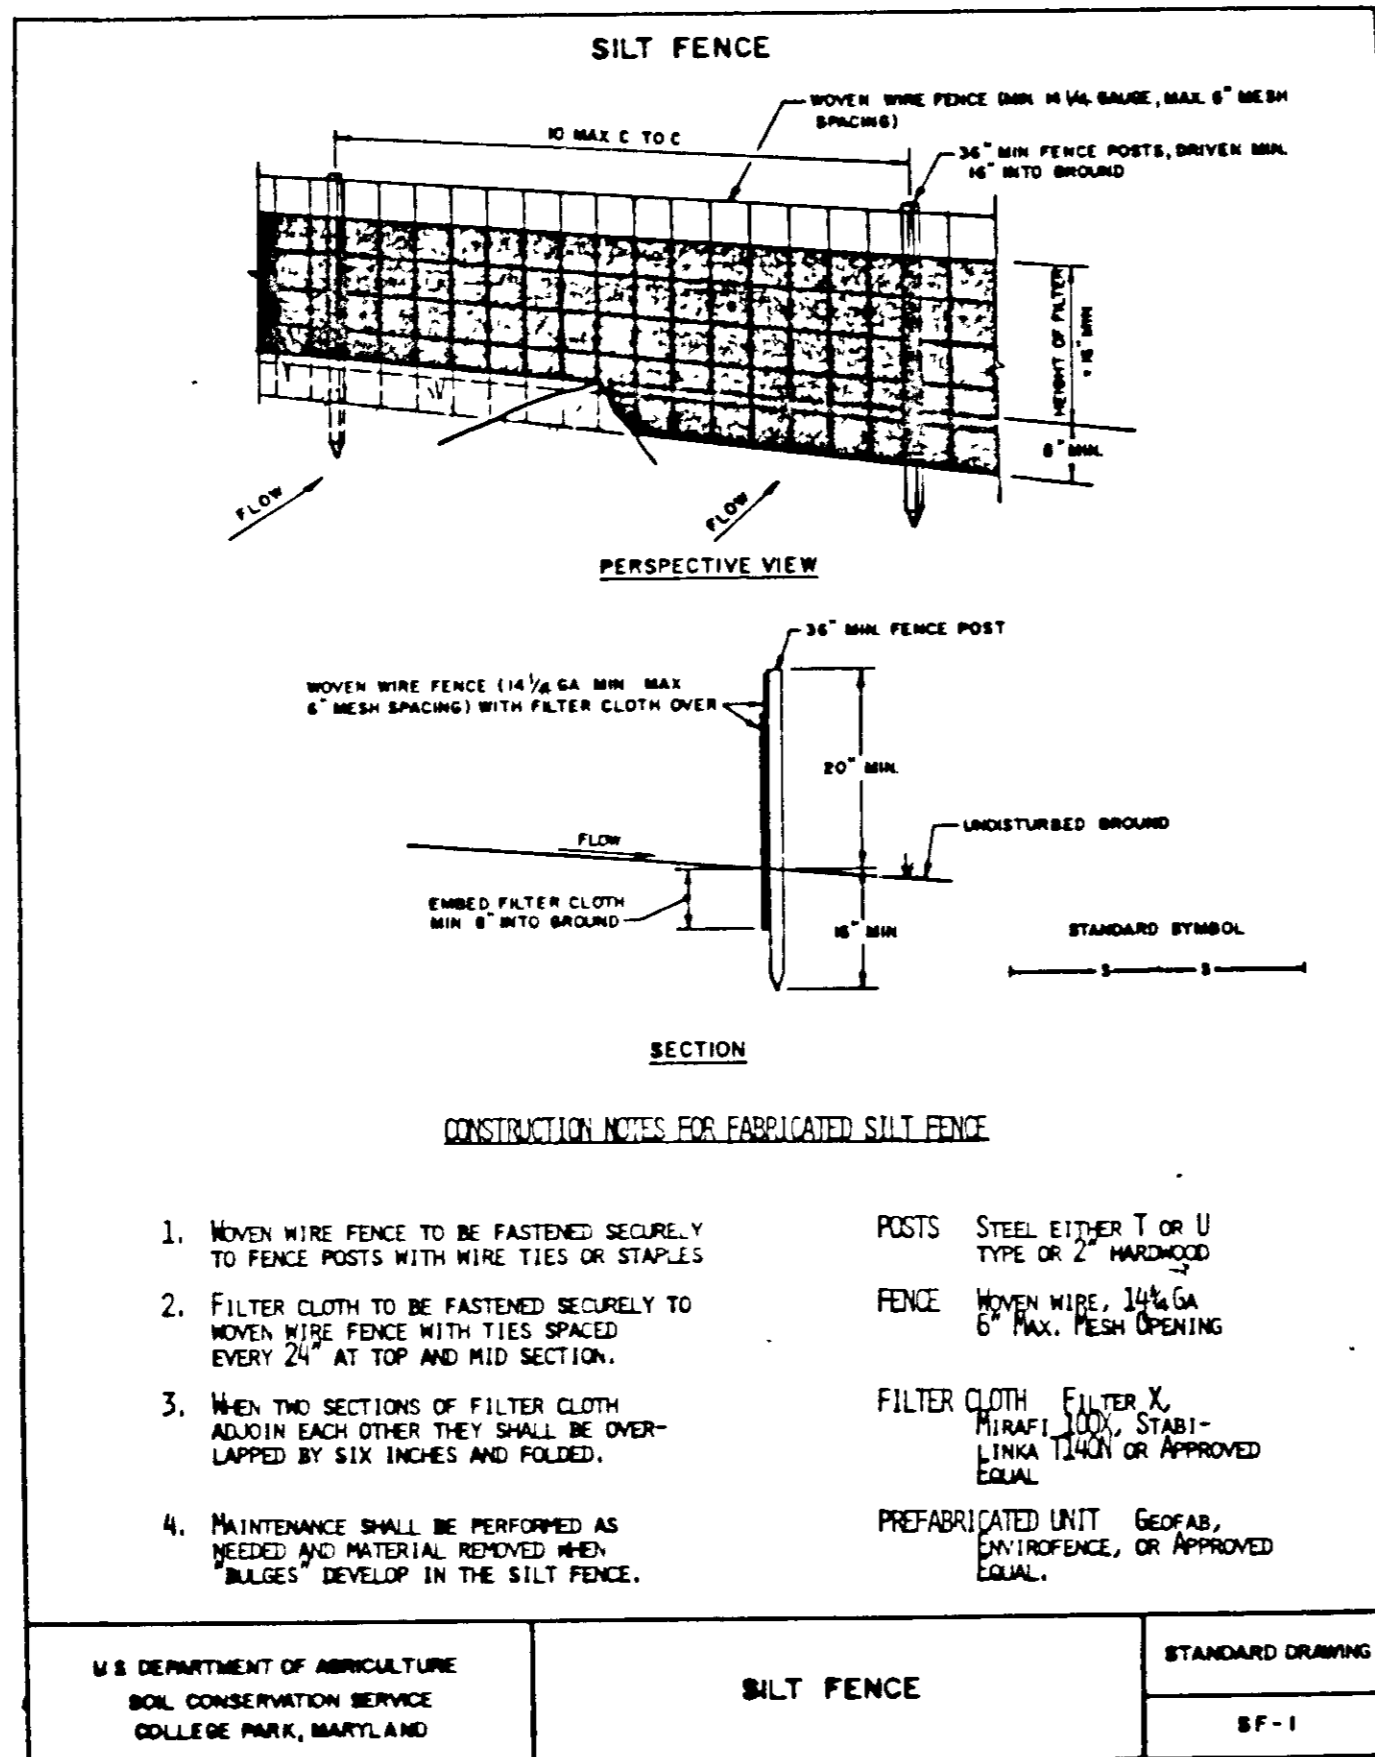 SILT FENCE
WOVEN WIRE FENCE (MIN 14 1/4 GAUGE, MAX 6" MESH
SPACING)
10 MAX C TO C
36" MIN FENCE POSTS, DRIVEN MIN.
16" INTO GROUND
HEIGHT OF FILTER
16" MIN
8" MIN.
FLOW
FLOW
PERSPECTIVE VIEW
36" MIN. FENCE POST
WOVEN WIRE FENCE (14 1/4 GA MIN MAX
6" MESH SPACING) WITH FILTER CLOTH OVER
20" MIN.
UNDISTURBED GROUND
FLOW
EMBED FILTER CLOTH
MIN 8" INTO GROUND
16" MIN
STANDARD SYMBOL
S S
SECTION
CONSTRUCTION NOTES FOR FABRICATED SILT FENCE
1. WOVEN WIRE FENCE TO BE FASTENED SECURELY
TO FENCE POSTS WITH WIRE TIES OR STAPLES
2. FILTER CLOTH TO BE FASTENED SECURELY TO
WOVEN WIRE FENCE WITH TIES SPACED
EVERY 24" AT TOP AND MID SECTION.
3. WHEN TWO SECTIONS OF FILTER CLOTH
ADJOIN EACH OTHER THEY SHALL BE OVER-
LAPPED BY SIX INCHES AND FOLDED.
4. MAINTENANCE SHALL BE PERFORMED AS
NEEDED AND MATERIAL REMOVED WHEN
"BULGES" DEVELOP IN THE SILT FENCE.
POSTS STEEL EITHER T OR U
TYPE OR 2" HARDWOOD
FENCE WOVEN WIRE, 14 1/4 GA
6" MAX. MESH OPENING
FILTER CLOTH FILTER X,
MIRAFI 100X, STABI-
LINKA T140N OR APPROVED
EQUAL
PREFABRICATED UNIT GEOFAB,
ENVIROFENCE, OR APPROVED
EQUAL.
U S DEPARTMENT OF AGRICULTURE
SOIL CONSERVATION SERVICE
COLLEGE PARK, MARYLAND
SILT FENCE
STANDARD DRAWING
SF-1